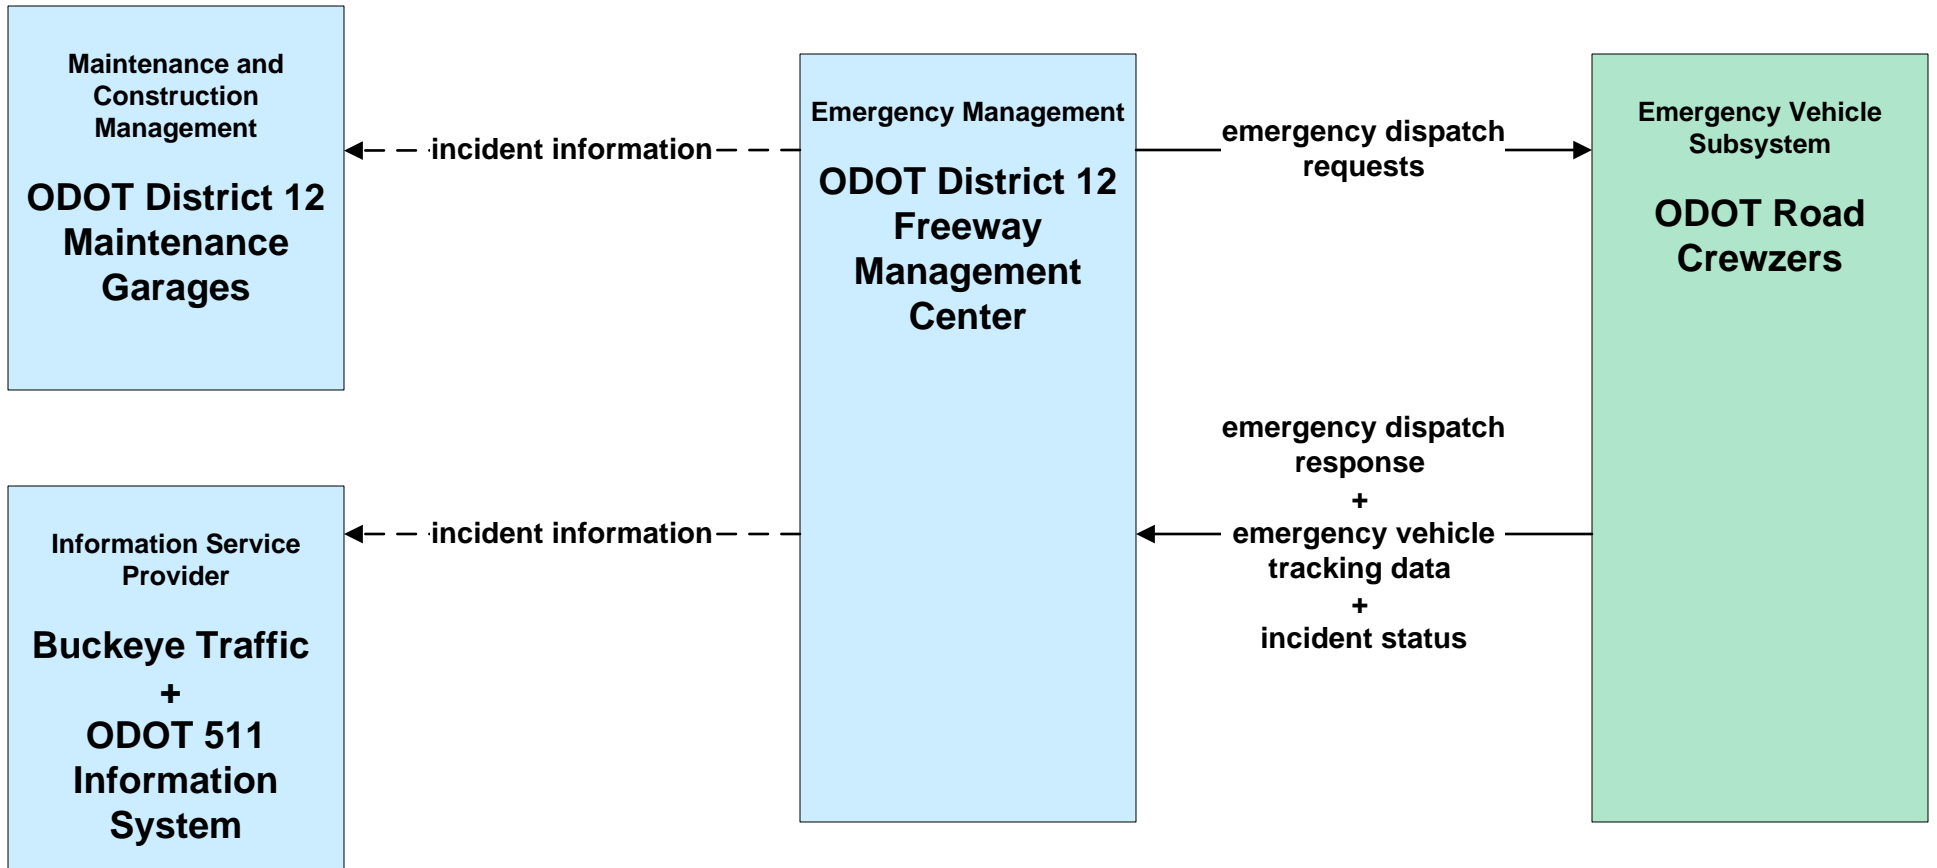 Maintenance and
Construction
Management
ODOT District 12
Maintenance
Garages
incident information
Emergency Management
ODOT District 12
Freeway
Management
Center
emergency dispatch
requests
Emergency Vehicle
Subsystem
ODOT Road
Crewzers
Information Service
Provider
Buckeye Traffic
+
ODOT 511
Information
System
incident information
emergency dispatch
response
+
emergency vehicle
tracking data
+
incident status